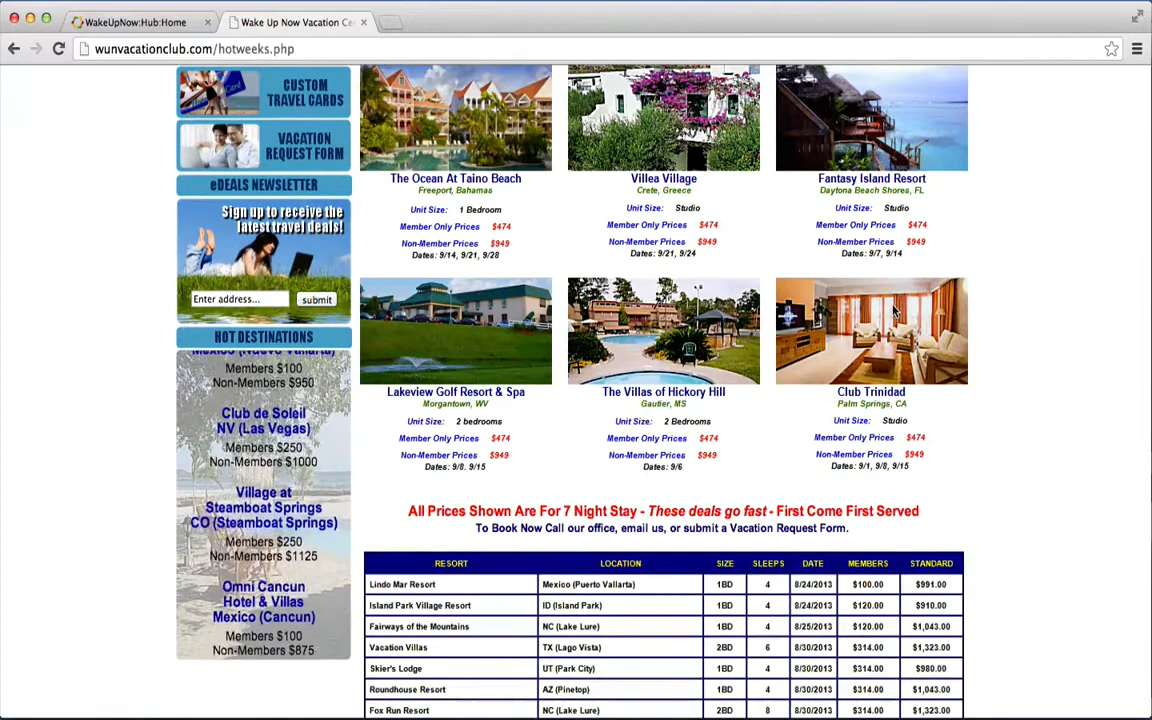 WakeUpNow:Hub:Home
Wake Up Now Vacation Ce
wunvacationclub.com/hotweeks.php
CUSTOM
TRAVEL CARDS
VACATION
REQUEST FORM
eDEALS NEWSLETTER
Sign up to receive the
latest travel deals!
Enter address...
submit
HOT DESTINATIONS
Mexico (Nuevo Vallarta)
Members $100
Non-Members $950
Club de Soleil
NV (Las Vegas)
Members $250
Non-Members $1000
Village at
Steamboat Springs
CO (Steamboat Springs)
Members $250
Non-Members $1125
Omni Cancun
Hotel & Villas
Mexico (Cancun)
Members $100
Non-Members $875
The Ocean At Taino Beach
Freeport, Bahamas
Unit Size: 1 Bedroom
Member Only Prices $474
Non-Member Prices $949
Dates: 9/14, 9/21, 9/28
Villea Village
Crete, Greece
Unit Size: Studio
Member Only Prices $474
Non-Member Prices $949
Dates: 9/21, 9/24
Fantasy Island Resort
Daytona Beach Shores, FL
Unit Size: Studio
Member Only Prices $474
Non-Member Prices $949
Dates: 9/7, 9/14
Lakeview Golf Resort & Spa
Morgantown, WV
Unit Size: 2 bedrooms
Member Only Prices $474
Non-Member Prices $949
Dates: 9/8. 9/15
The Villas of Hickory Hill
Gautier, MS
Unit Size: 2 Bedrooms
Member Only Prices $474
Non-Member Prices $949
Dates: 9/6
Club Trinidad
Palm Springs, CA
Unit Size: Studio
Member Only Prices $474
Non-Member Prices $949
Dates: 9/1, 9/8, 9/15
All Prices Shown Are For 7 Night Stay - These deals go fast - First Come First Served
To Book Now Call our office, email us, or submit a Vacation Request Form.
RESORT LOCATION SIZE SLEEPS DATE MEMBERS STANDARD
Lindo Mar Resort Mexico (Puerto Vallarta) 1BD 4 8/24/2013 $100.00 $991.00
Island Park Village Resort ID (Island Park) 1BD 4 8/24/2013 $120.00 $910.00
Fairways of the Mountains NC (Lake Lure) 1BD 4 8/25/2013 $120.00 $1,043.00
Vacation Villas TX (Lago Vista) 2BD 6 8/30/2013 $314.00 $1,323.00
Skier's Lodge UT (Park City) 1BD 4 8/30/2013 $314.00 $980.00
Roundhouse Resort AZ (Pinetop) 1BD 4 8/30/2013 $314.00 $1,043.00
Fox Run Resort NC (Lake Lure) 2BD 8 8/30/2013 $314.00 $1,323.00